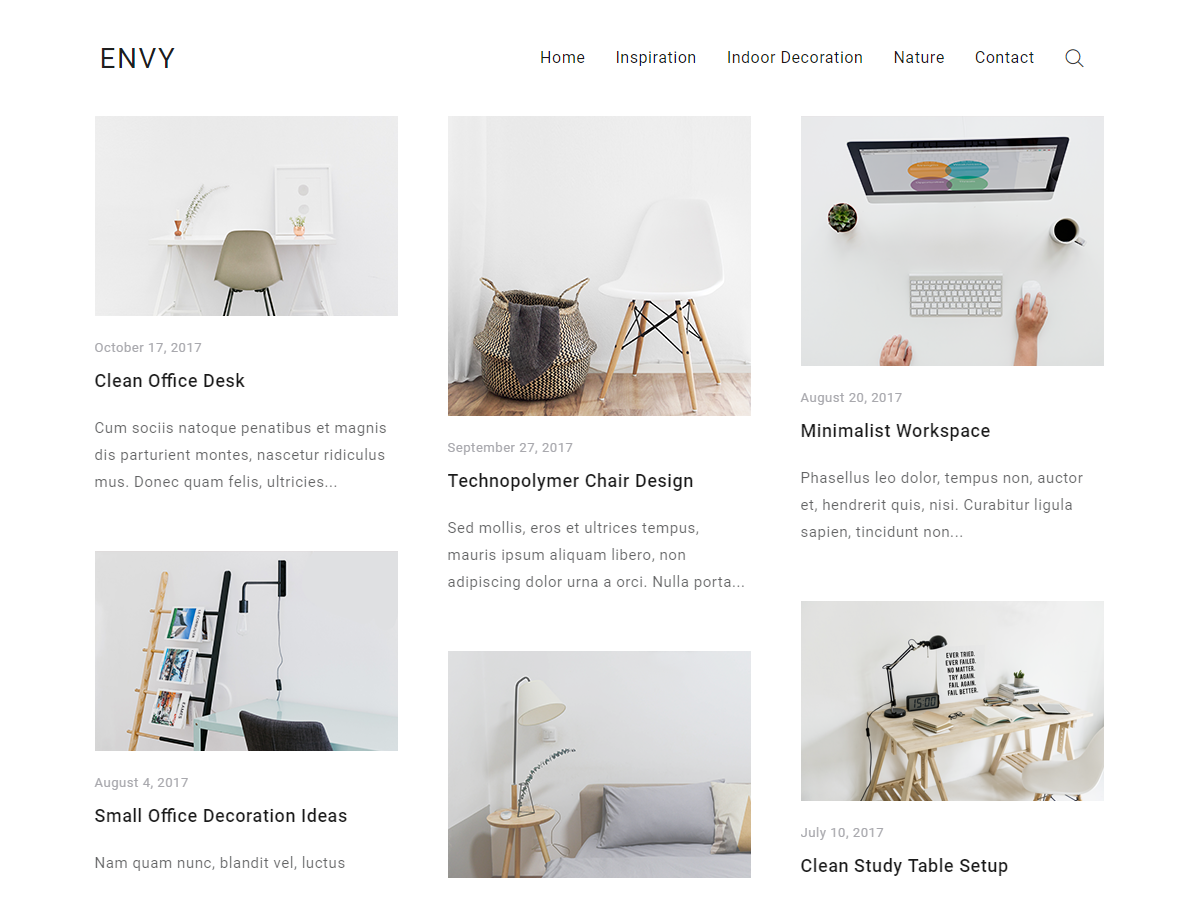 ENVY
Home
Inspiration
Indoor Decoration
Nature
Contact
October 17, 2017
Clean Office Desk
Cum sociis natoque penatibus et magnis
dis parturient montes, nascetur ridiculus
mus. Donec quam felis, ultricies...
August 4, 2017
Small Office Decoration Ideas
Nam quam nunc, blandit vel, luctus
September 27, 2017
Technopolymer Chair Design
Sed mollis, eros et ultrices tempus,
mauris ipsum aliquam libero, non
adipiscing dolor urna a orci. Nulla porta...
August 20, 2017
Minimalist Workspace
Phasellus leo dolor, tempus non, auctor
et, hendrerit quis, nisi. Curabitur ligula
sapien, tincidunt non...
EVER TRIED.
EVER FAILED.
NO MATTER.
TRY AGAIN.
FAIL AGAIN.
FAIL BETTER.
15:00
July 10, 2017
Clean Study Table Setup